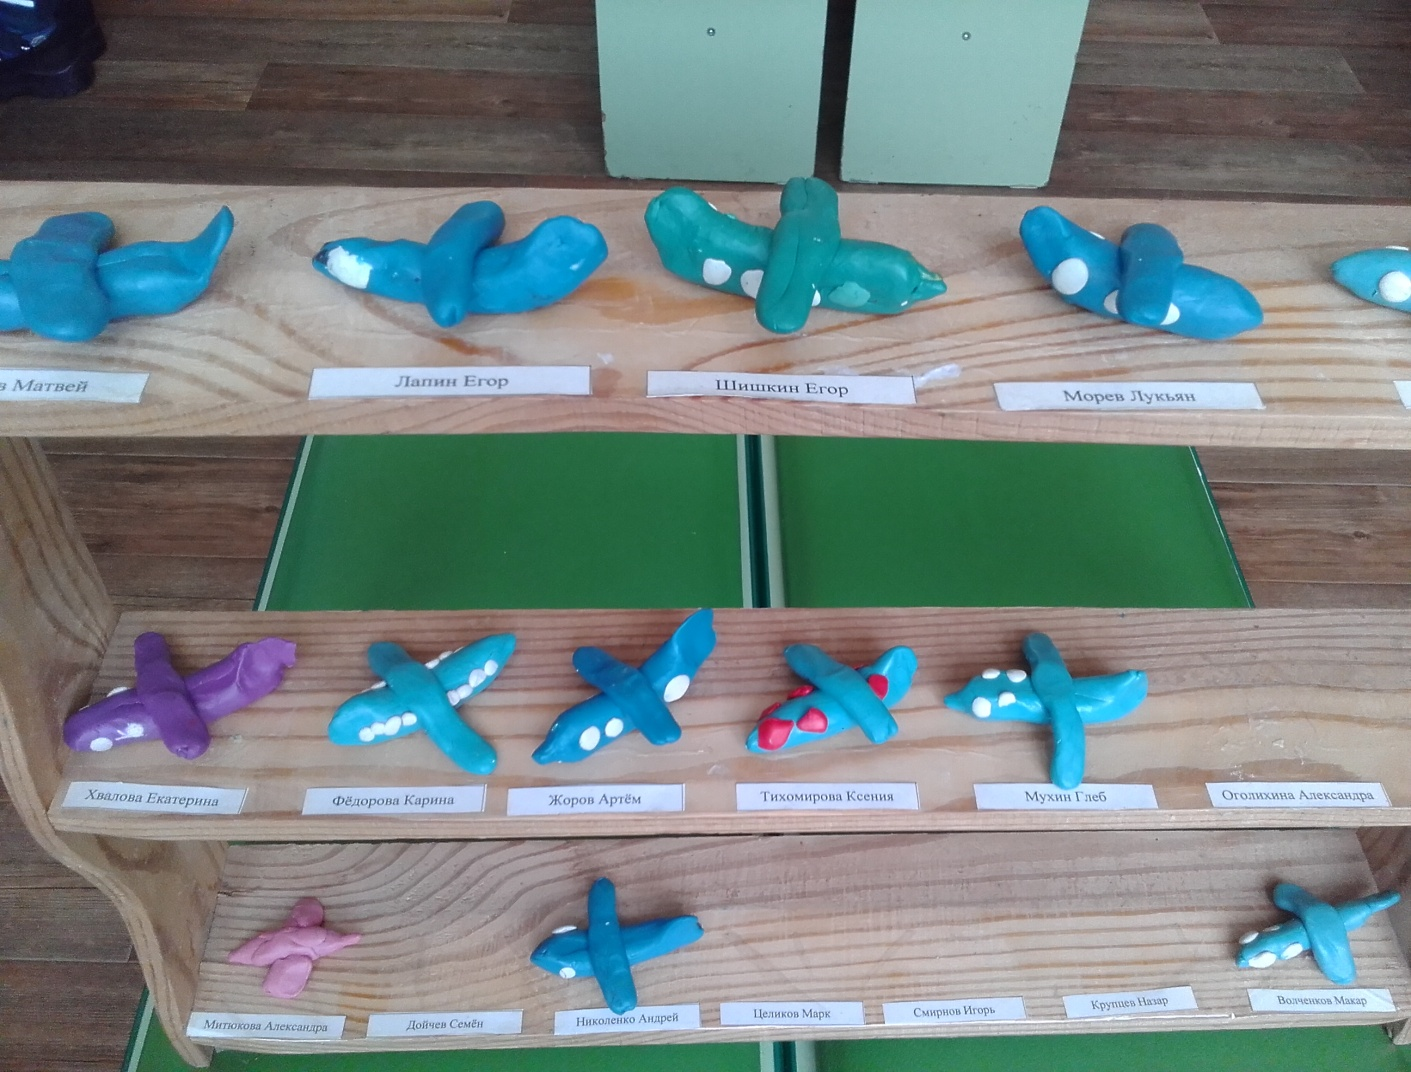 в Матвей
Лапин Егор
Шишкин Егор
Морев Лукьян
Хвалова Екатерина
Фёдорова Карина
Жоров Артём
Тихомирова Ксения
Мухин Глеб
Оголихина Александра
Митюкова Александра
Дойчев Семён
Николенко Андрей
Целиков Марк
Смирнов Игорь
Крупцев Назар
Волченков Макар